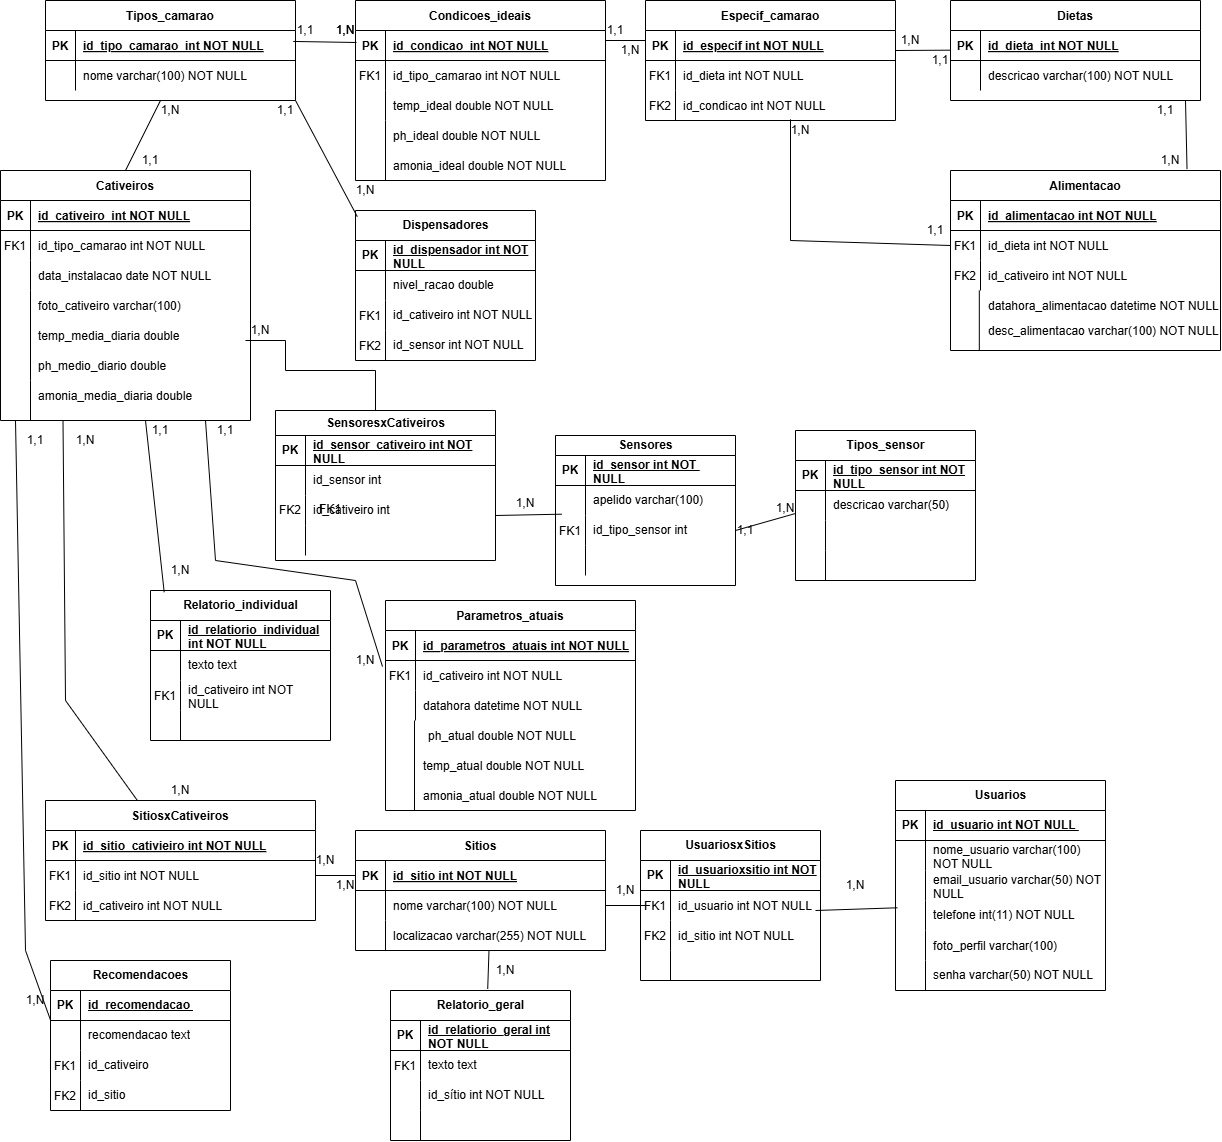 Tipos_camarao
PK id_tipo_camarao int NOT NULL
nome varchar(100) NOT NULL
1,1
1,N
Condicoes_ideais
PK id_condicao int NOT NULL
FK1 id_tipo_camarao int NOT NULL
temp_ideal double NOT NULL
ph_ideal double NOT NULL
amonia_ideal double NOT NULL
1,1
1,N
Especif_camarao
PK id_especif int NOT NULL
FK1 id_dieta int NOT NULL
FK2 id_condicao int NOT NULL
1,N
1,1
Dietas
PK id_dieta int NOT NULL
descricao varchar(100) NOT NULL
1,N
1,1
1,1
1,N
1,N
1,1
1,1
1,N
Cativeiros
PK id_cativeiro int NOT NULL
FK1 id_tipo_camarao int NOT NULL
data_instalacao date NOT NULL
foto_cativeiro varchar(100)
temp_media_diaria double
ph_medio_diario double
amonia_media_diaria double
Dispensadores
PK id_dispensador int NOT
NULL
nivel_racao double
FK1 id_cativeiro int NOT NULL
FK2 id_sensor int NOT NULL
Alimentacao
PK id_alimentacao int NOT NULL
FK1 id_dieta int NOT NULL
FK2 id_cativeiro int NOT NULL
datahora_alimentacao datetime NOT NULL
desc_alimentacao varchar(100) NOT NULL
1,N
1,1
1,N
1,1
1,1
SensoresxCativeiros
PK id_sensor_cativeiro int NOT
NULL
id_sensor int
FK1
FK2 id_cativeiro int
1,N
Sensores
PK id_sensor int NOT
NULL
apelido varchar(100)
FK1 id_tipo_sensor int
1,1
1,N
Tipos_sensor
PK id_tipo_sensor int NOT
NULL
descricao varchar(50)
1,N
Relatorio_individual
PK id_relatiorio_individual
int NOT NULL
texto text
FK1 id_cativeiro int NOT
NULL
1,N
Parametros_atuais
PK id_parametros_atuais int NOT NULL
FK1 id_cativeiro int NOT NULL
datahora datetime NOT NULL
ph_atual double NOT NULL
temp_atual double NOT NULL
amonia_atual double NOT NULL
1,N
SitiosxCativeiros
PK id_sitio_cativieiro int NOT NULL
FK1 id_sitio int NOT NULL
FK2 id_cativeiro int NOT NULL
1,N
1,N
Sitios
PK id_sitio int NOT NULL
nome varchar(100) NOT NULL
localizacao varchar(255) NOT NULL
1,N
UsuariosxSitios
PK id_usuarioxsitio int NOT
NULL
FK1 id_usuario int NOT NULL
FK2 id_sitio int NOT NULL
1,N
Usuarios
PK id_usuario int NOT NULL
nome_usuario varchar(100)
NOT NULL
email_usuario varchar(50) NOT
NULL
telefone int(11) NOT NULL
foto_perfil varchar(100)
senha varchar(50) NOT NULL
1,N
Recomendacoes
PK id_recomendacao
recomendacao text
FK1 id_cativeiro
FK2 id_sitio
1,N
Relatorio_geral
PK id_relatiorio_geral int
NOT NULL
FK1 texto text
id_sítio int NOT NULL